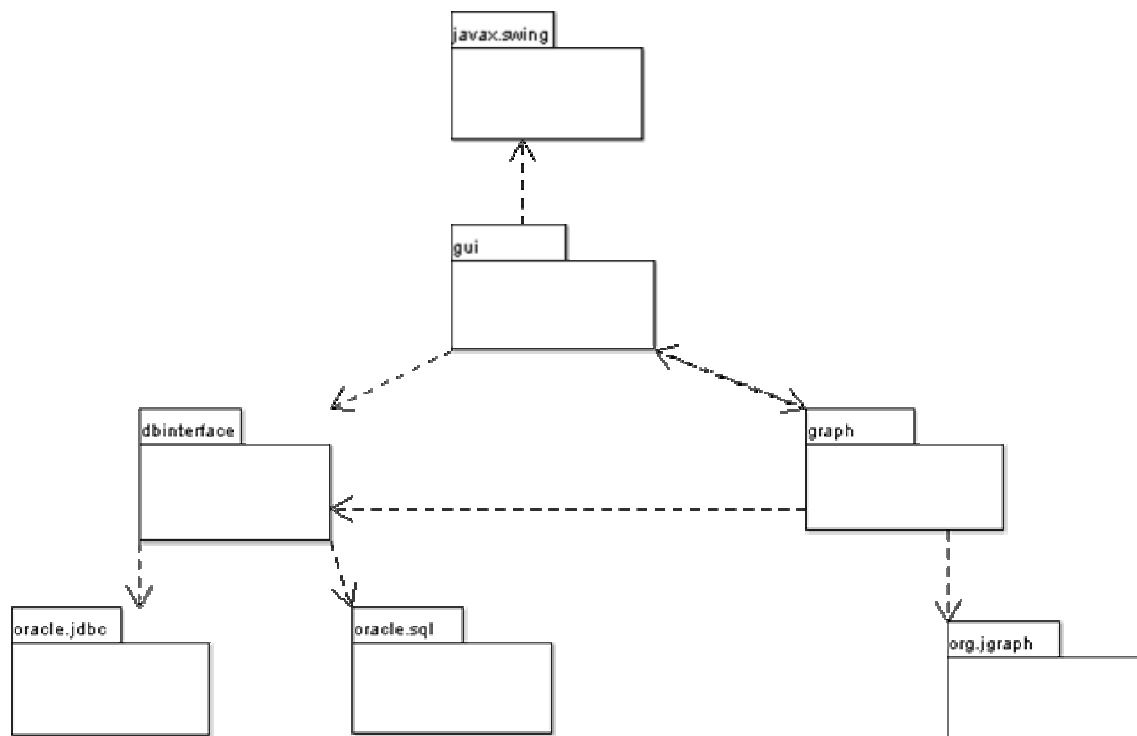 javax.swing
gui
dbinterface
graph
oracle.jdbc
oracle.sql
org.jgraph